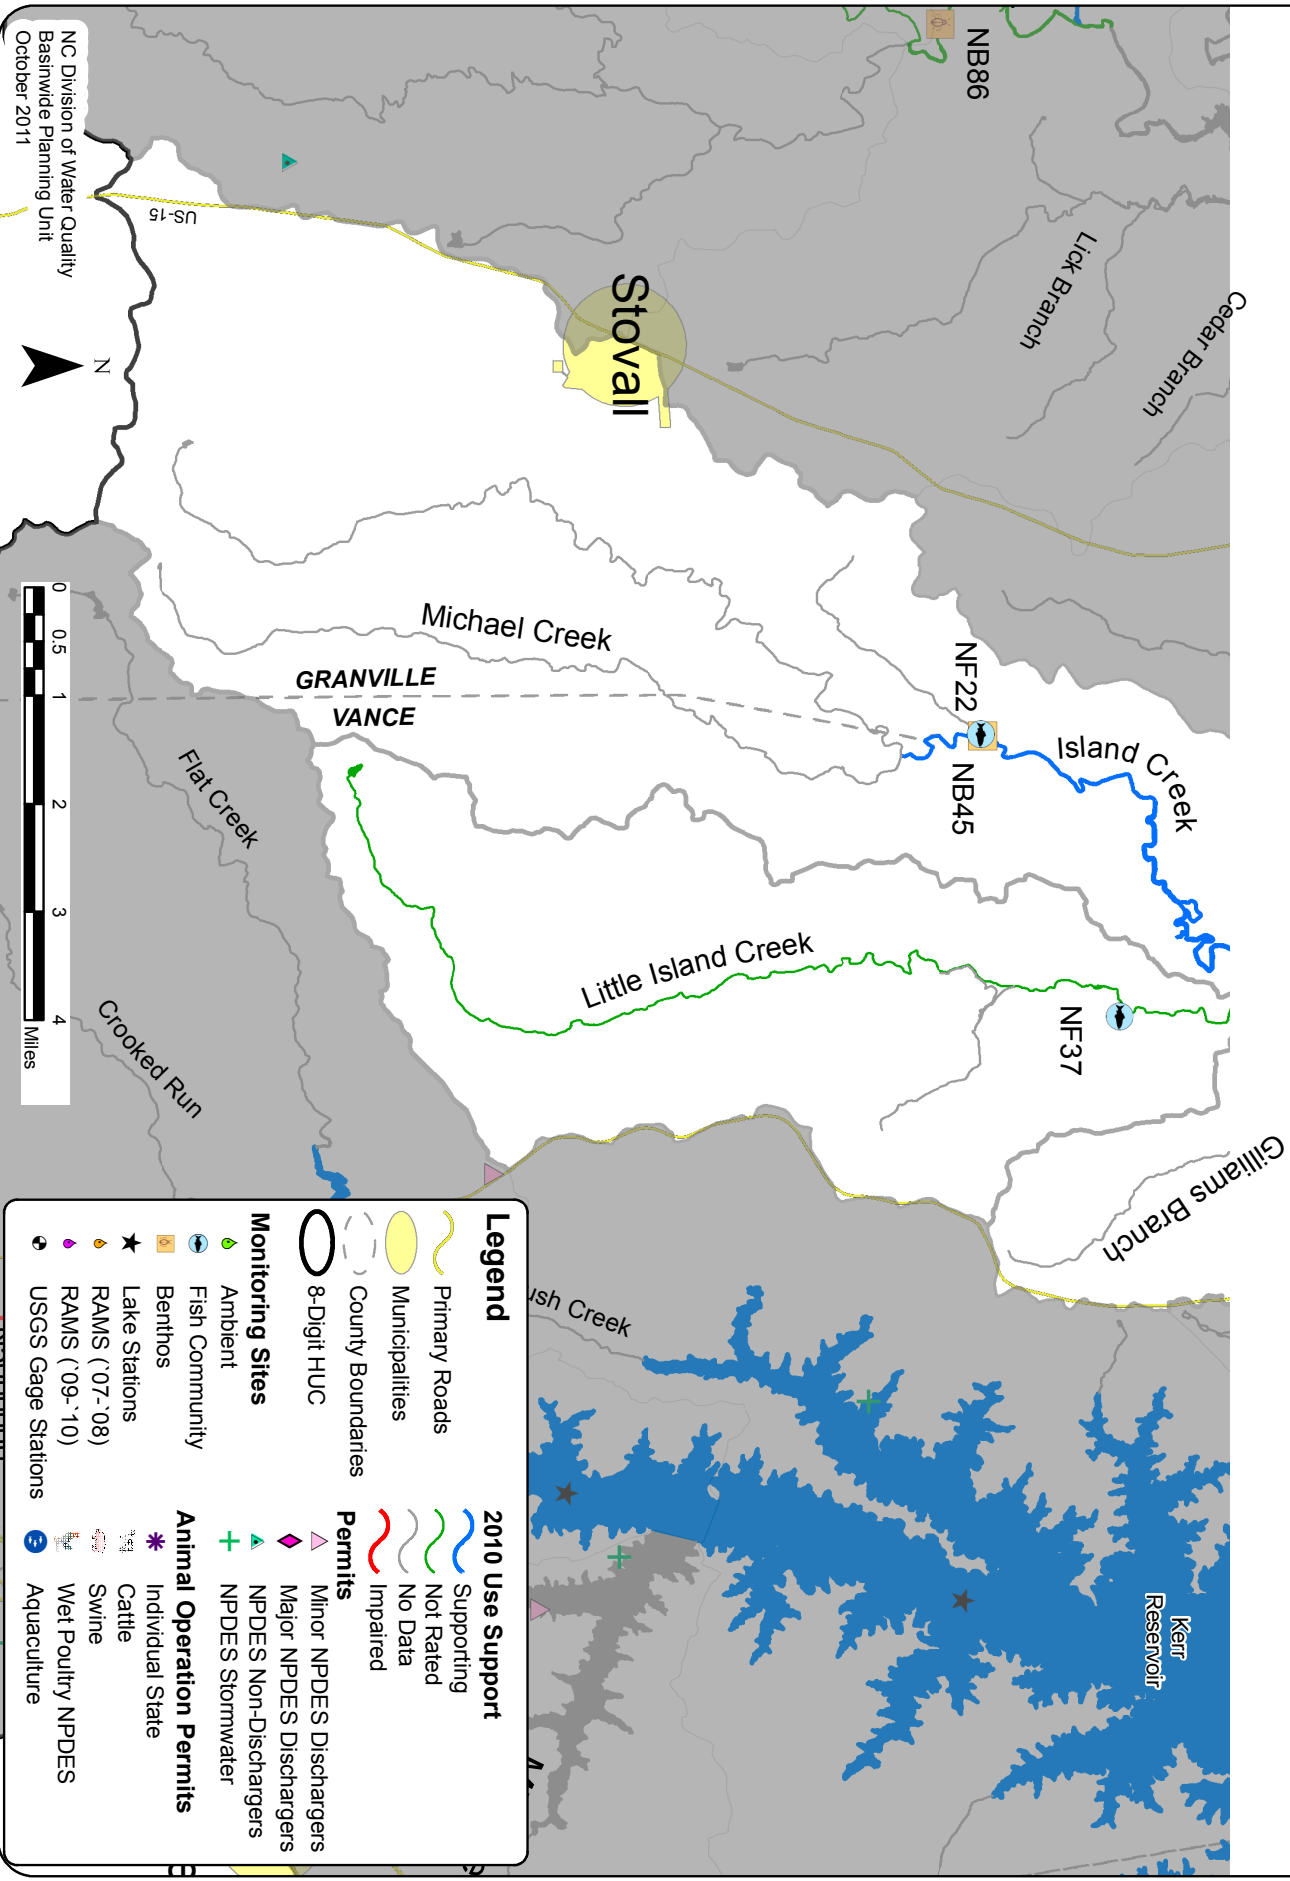 NB86
Cedar Branch
Lick Branch
US-15
Stovall
NC Division of Water Quality
Basinwide Planning Unit
October 2011
N
Island Creek
NF22
NB45
Michael Creek
GRANVILLE
VANCE
Little Island Creek
NF37
Gilliams Branch
Flat Creek
Crooked Run
0 0.5 1 2 3 4
Miles
Kerr
Reservoir
ush Creek
Legend
Primary Roads
Municipalities
County Boundaries
8-Digit HUC
Monitoring Sites
Ambient
Fish Community
Benthos
Lake Stations
RAMS (`07-`08)
RAMS (`09-`10)
USGS Gage Stations
2010 Use Support
Supporting
Not Rated
No Data
Impaired
Permits
Minor NPDES Dischargers
Major NPDES Dischargers
NPDES Non-Dischargers
NPDES Stormwater
Animal Operation Permits
Individual State
Cattle
Swine
Wet Poultry NPDES
Aquaculture